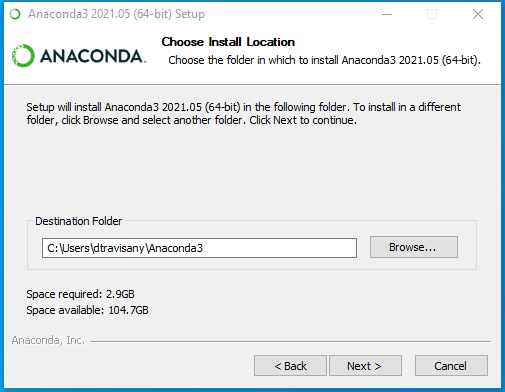 Anaconda3 2021.05 (64-bit) Setup
ANACONDA.
Choose Install Location
Choose the folder in which to install Anaconda3 2021.05 (64-bit).
Setup will install Anaconda3 2021.05 (64-bit) in the following folder. To install in a different
folder, click Browse and select another folder. Click Next to continue.
Destination Folder
C:\Users\dtravisany\Anaconda3
Browse...
Space required: 2.9GB
Space available: 104.7GB
Anaconda, Inc.
< Back
Next >
Cancel